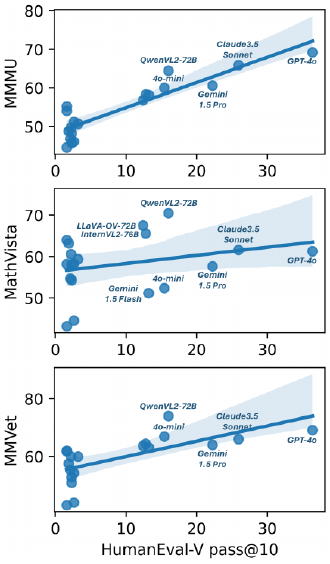 80
70
60
50
MMMU
QwenVL2-72B
4o-mini
Claude3.5
Sonnet
Gemini
1.5 Pro
GPT-4o
0 10 20 30
70
60
50
MathVista
QwenVL2-72B
LLaVA-OV-72B
InternVL2-76B
Claude3.5
Sonnet
Gemini
1.5 Flash
4o-mini
Gemini
1.5 Pro
GPT-4o
0 10 20 30
80
60
MMVet
QwenVL2-72B
4o-mini
Claude3.5
Sonnet
Gemini
1.5 Pro
GPT-4o
0 10 20 30
HumanEval-V pass@10